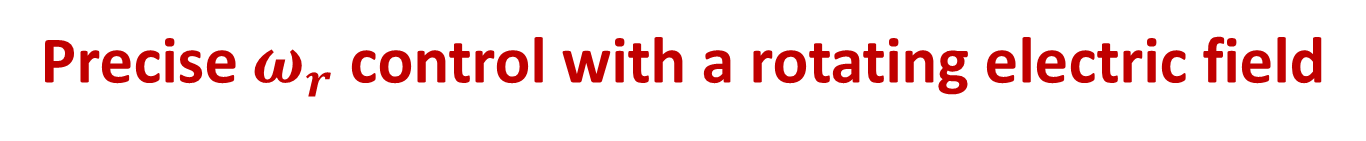 Precise 𝝎𝒓 control with a rotating electric field